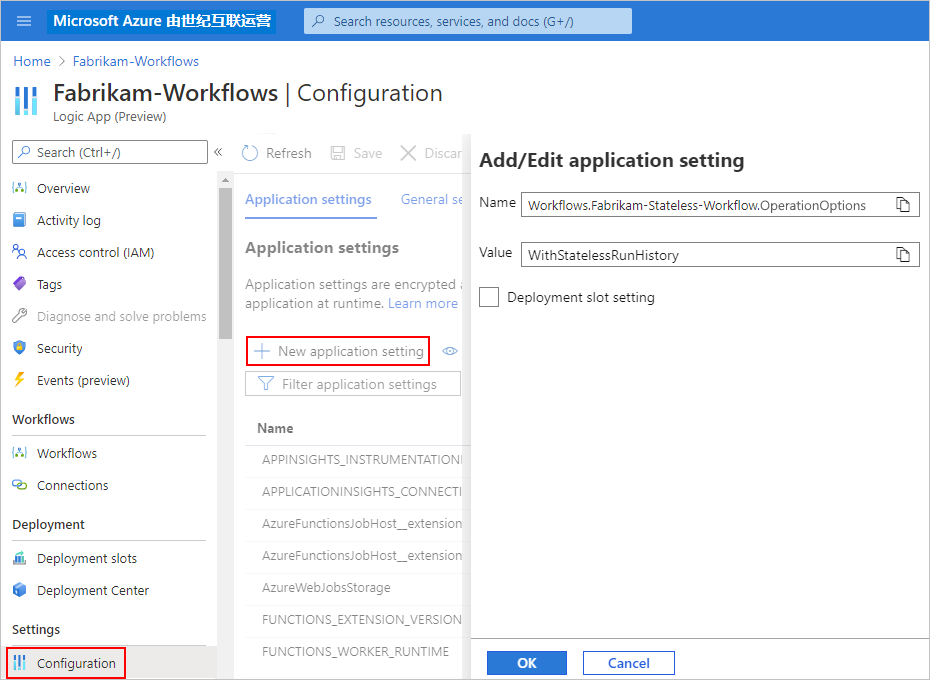 Microsoft Azure 由世纪互联运营
Search resources, services, and docs (G+/)
Home > Fabrikam-Workflows
Fabrikam-Workflows | Configuration
Logic App (Preview)
Search (Ctrl+/)
«
Overview
Activity log
Access control (IAM)
Tags
Diagnose and solve problems
Security
Events (preview)
Workflows
Workflows
Connections
Deployment
Deployment slots
Deployment Center
Settings
Configuration
Refresh
Save
Discar
Application settings
General se
Application settings
Application settings are encrypted a
application at runtime. Learn more
New application setting
Filter application settings
Name
APPINSIGHTS_INSTRUMENTATION
APPLICATIONINSIGHTS_CONNECTI
AzureFunctionsJobHost__extension
AzureFunctionsJobHost__extension
AzureWebJobsStorage
FUNCTIONS_EXTENSION_VERSION
FUNCTIONS_WORKER_RUNTIME
Add/Edit application setting
Name
Workflows.Fabrikam-Stateless-Workflow.OperationOptions
Value
WithStatelessRunHistory
Deployment slot setting
OK
Cancel